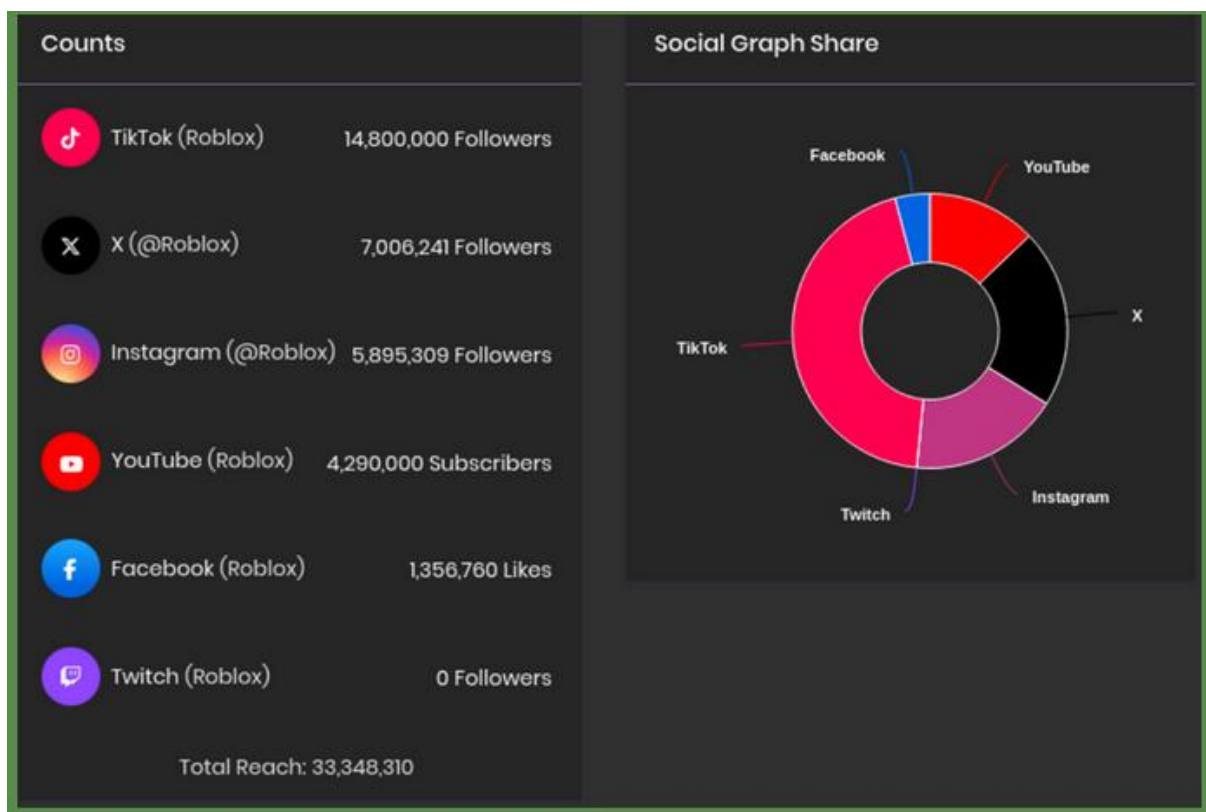 Counts
TikTok (Roblox) 14,800,000 Followers
X (@Roblox) 7,006,241 Followers
Instagram (@Roblox) 5,895,309 Followers
YouTube (Roblox) 4,290,000 Subscribers
Facebook (Roblox) 1,356,760 Likes
Twitch (Roblox) 0 Followers
Total Reach: 33,348,310
Social Graph Share
Facebook
YouTube
X
TikTok
Instagram
Twitch